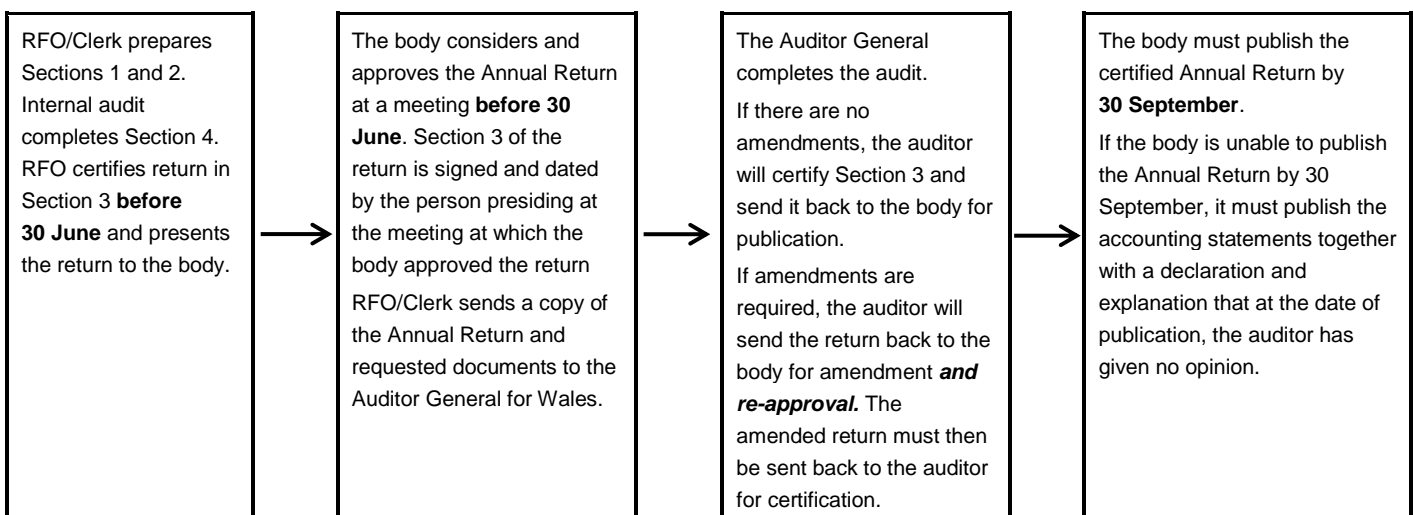 RFO/Clerk prepares
Sections 1 and 2.
Internal audit
completes Section 4.
RFO certifies return in
Section 3 before
30 June and presents
the return to the body.
The body considers and
approves the Annual Return
at a meeting before 30
June. Section 3 of the
return is signed and dated
by the person presiding at
the meeting at which the
body approved the return
RFO/Clerk sends a copy of
the Annual Return and
requested documents to the
Auditor General for Wales.
The Auditor General
completes the audit.
If there are no
amendments, the auditor
will certify Section 3 and
send it back to the body for
publication.
If amendments are
required, the auditor will
send the return back to the
body for amendment and
re-approval. The
amended return must then
be sent back to the auditor
for certification.
The body must publish the
certified Annual Return by
30 September.
If the body is unable to publish
the Annual Return by 30
September, it must publish the
accounting statements together
with a declaration and
explanation that at the date of
publication, the auditor has
given no opinion.